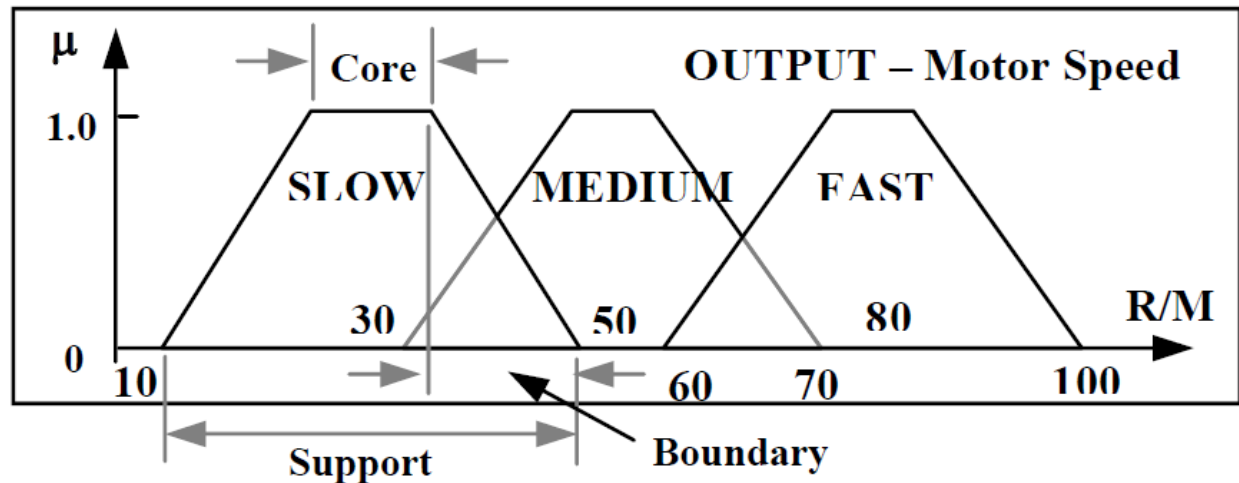 μ
Core
OUTPUT – Motor Speed
1.0
SLOW
MEDIUM
FAST
30
50
80
R/M
0
10
60
70
100
Support
Boundary